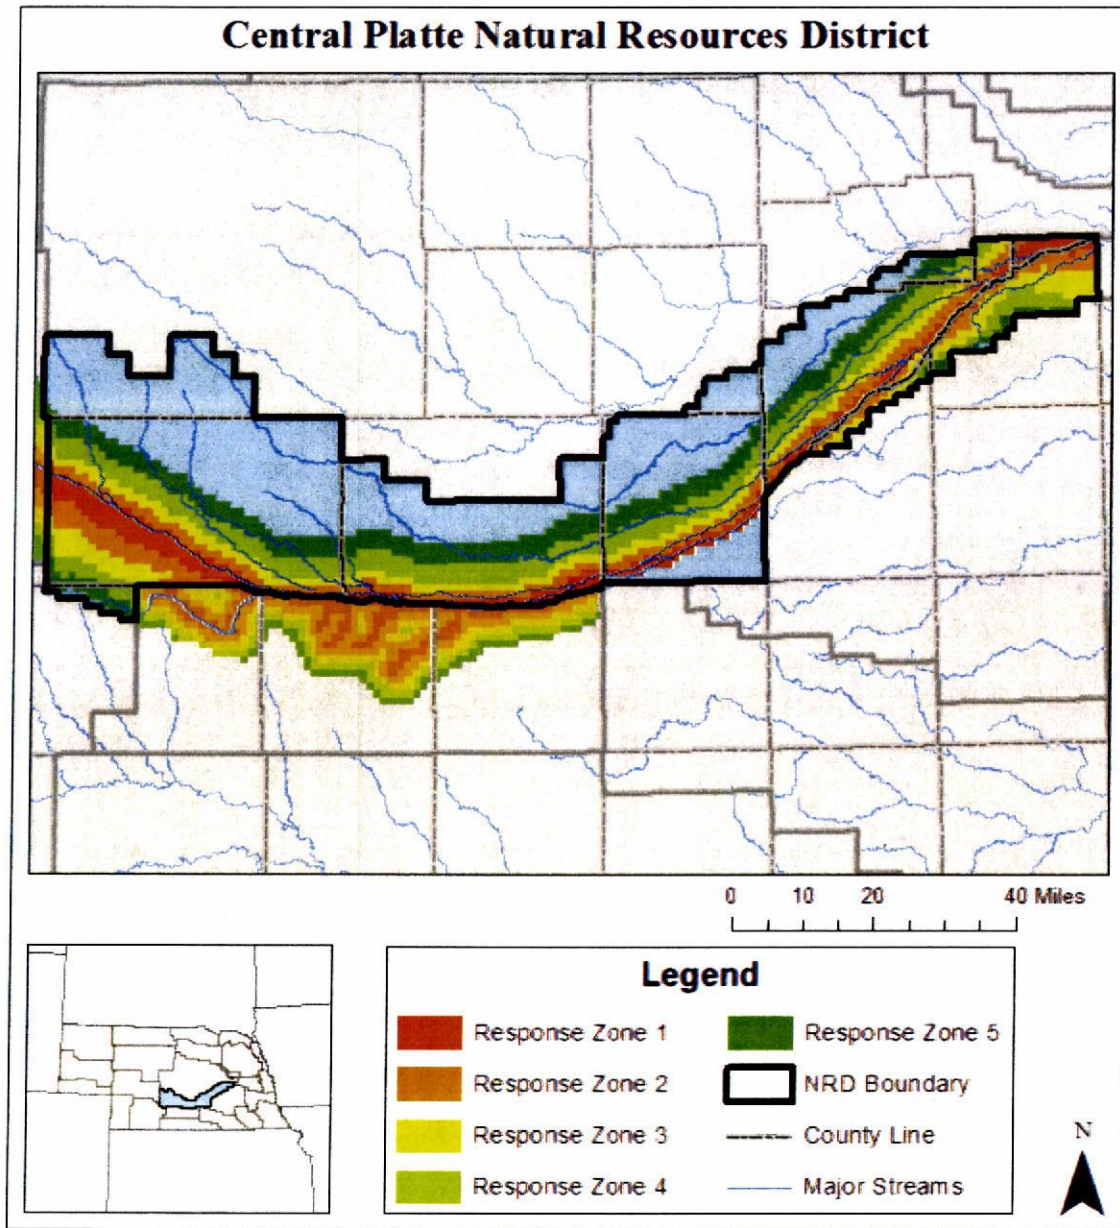 Central Platte Natural Resources District
0 10 20 40 Miles
Legend
Response Zone 1
Response Zone 2
Response Zone 3
Response Zone 4
Response Zone 5
NRD Boundary
County Line
Major Streams
N